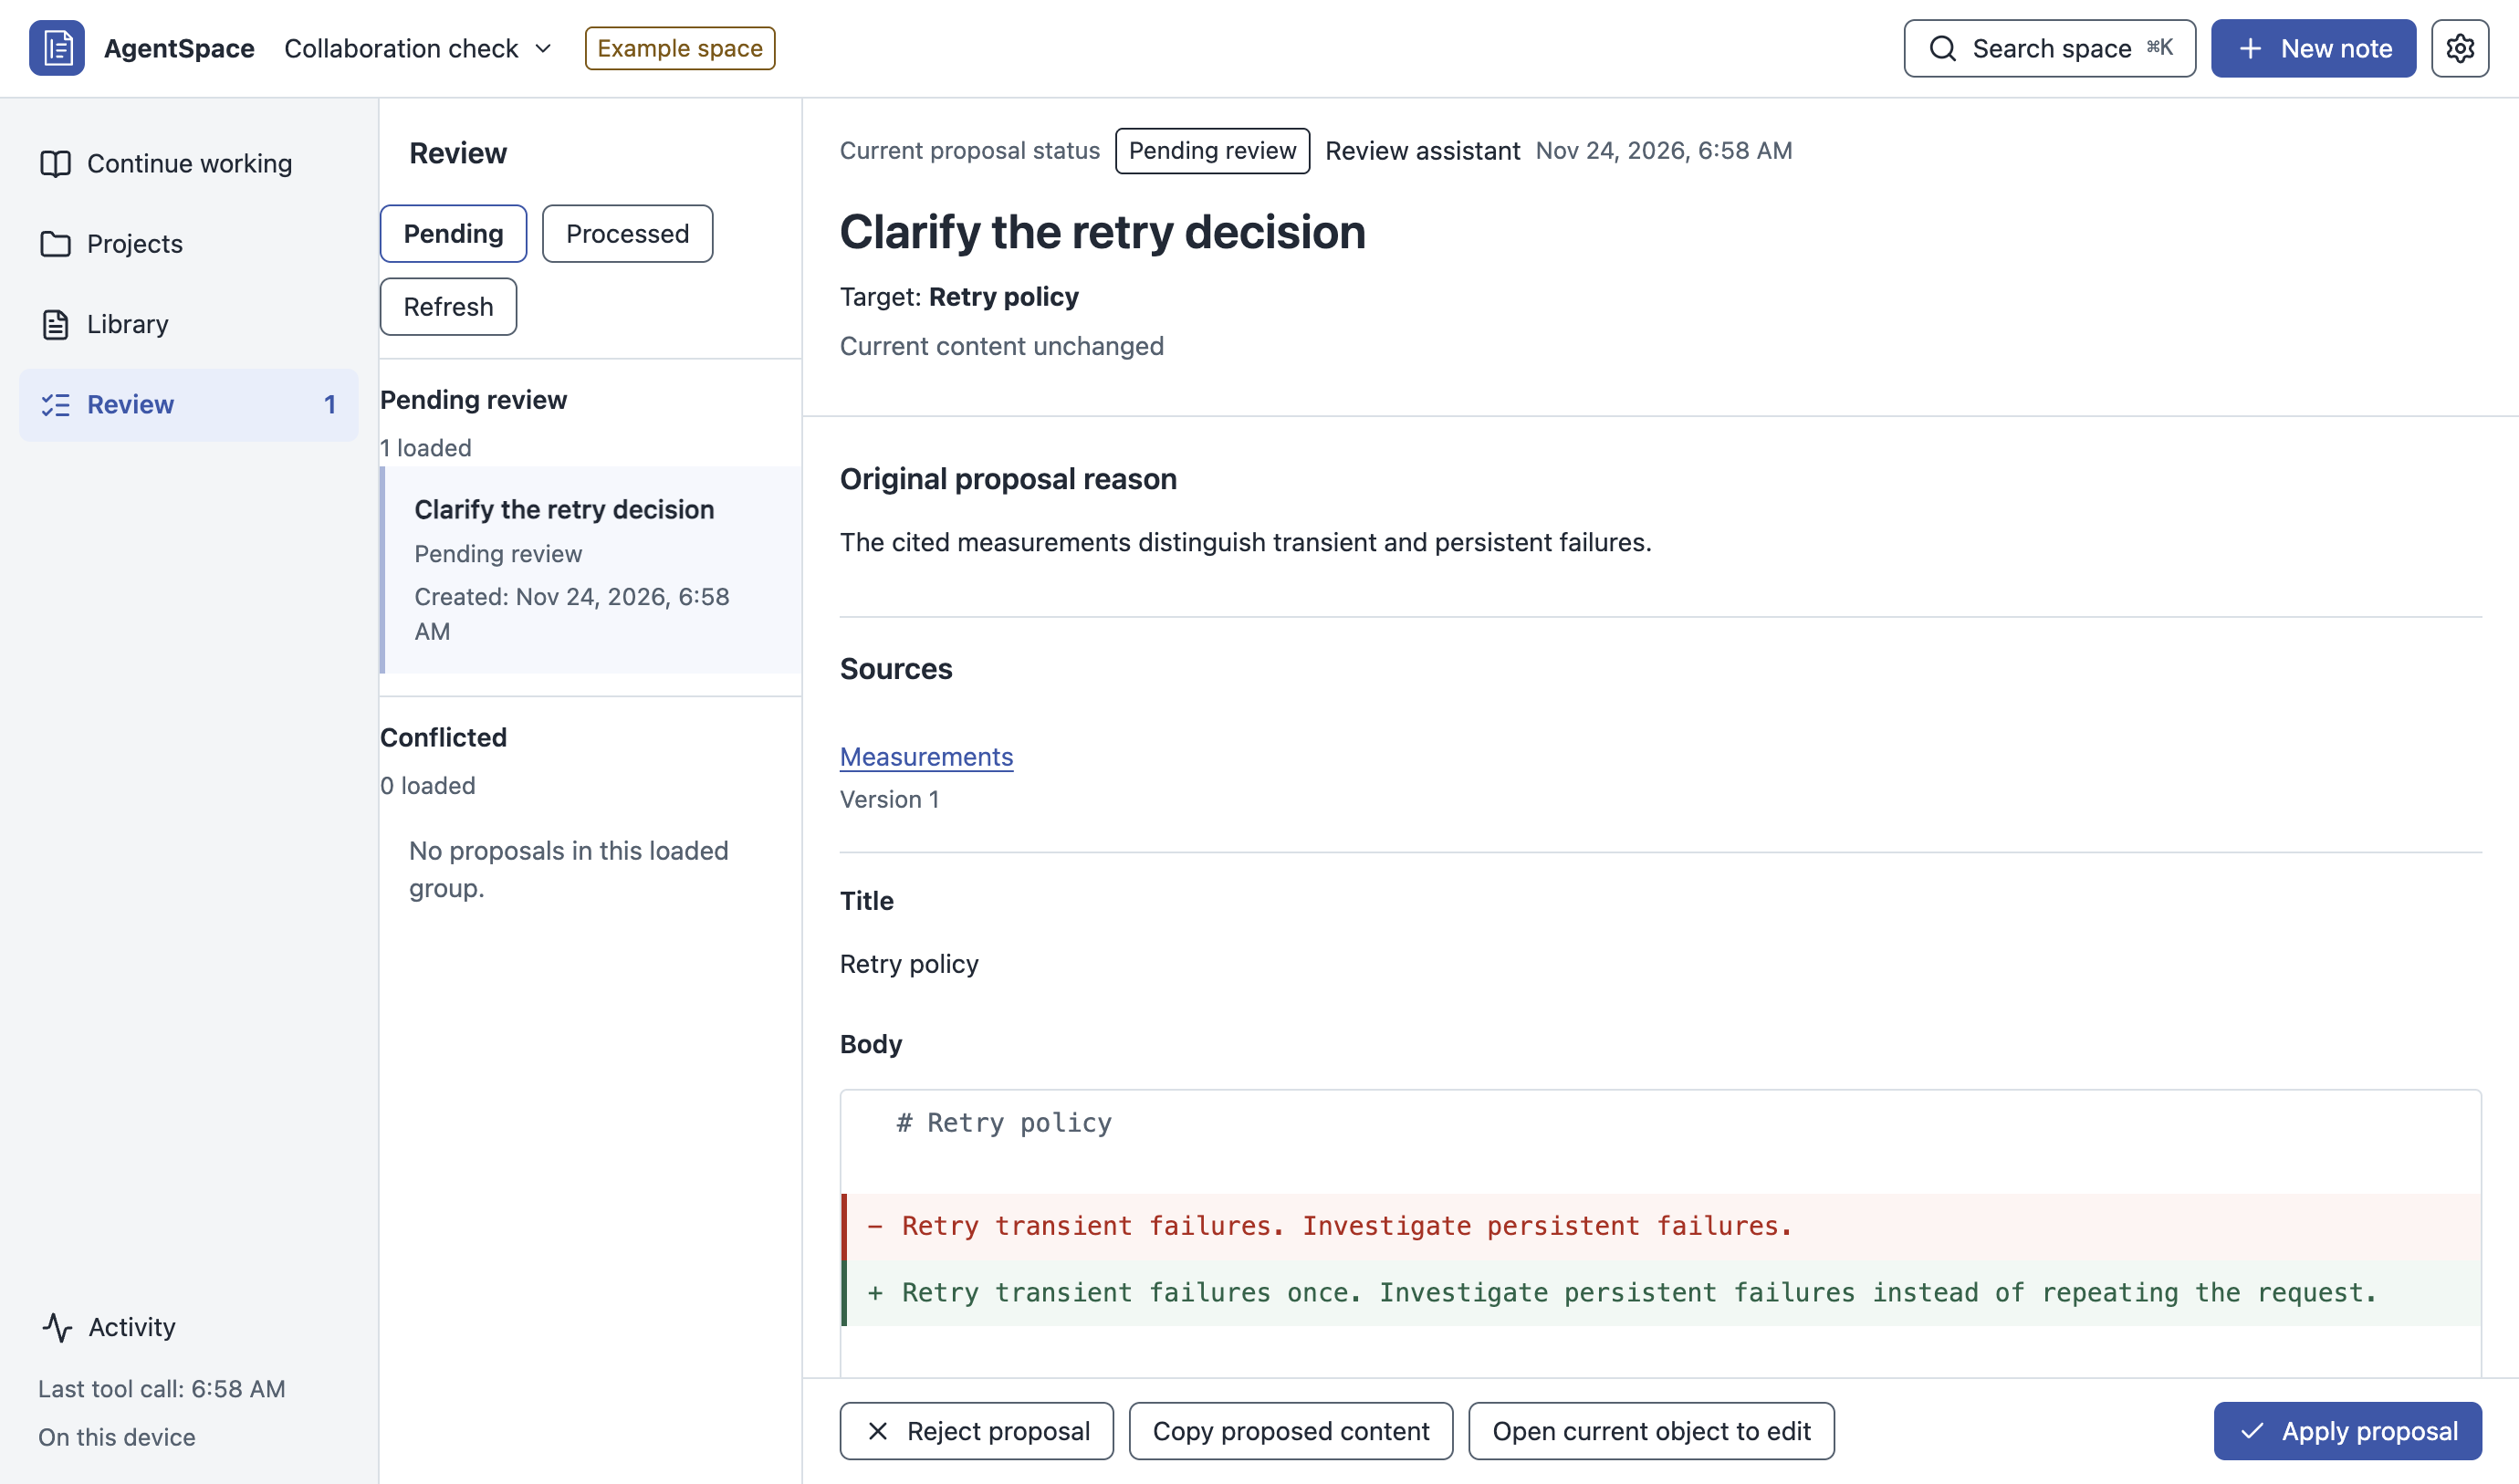 AgentSpace
Collaboration check
Example space
Search space ⌘K
New note
Continue working
Projects
Library
Review 1
Activity
Last tool call: 6:58 AM
On this device
Review
Pending
Processed
Refresh
Pending review
1 loaded
Clarify the retry decision
Pending review
Created: Nov 24, 2026, 6:58
AM
Conflicted
0 loaded
No proposals in this loaded
group.
Current proposal status Pending review Review assistant Nov 24, 2026, 6:58 AM
Clarify the retry decision
Target: Retry policy
Current content unchanged
Original proposal reason
The cited measurements distinguish transient and persistent failures.
Sources
Measurements
Version 1
Title
Retry policy
Body
# Retry policy
− Retry transient failures. Investigate persistent failures.
+ Retry transient failures once. Investigate persistent failures instead of repeating the request.
Reject proposal
Copy proposed content
Open current object to edit
Apply proposal